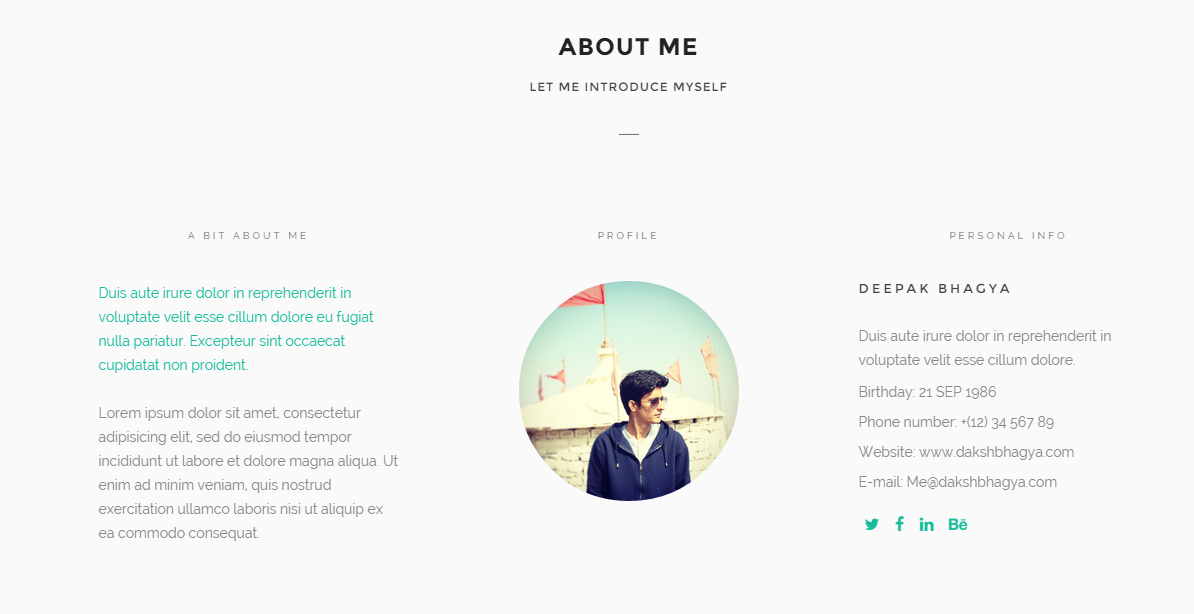 ABOUT ME
LET ME INTRODUCE MYSELF
A BIT ABOUT ME
Duis aute irure dolor in reprehenderit in
voluptate velit esse cillum dolore eu fugiat
nulla pariatur. Excepteur sint occaecat
cupidatat non proident.
Lorem ipsum dolor sit amet, consectetur
adipisicing elit, sed do eiusmod tempor
incididunt ut labore et dolore magna aliqua. Ut
enim ad minim veniam, quis nostrud
exercitation ullamco laboris nisi ut aliquip ex
ea commodo consequat.
PROFILE
PERSONAL INFO
DEEPAK BHAGYA
Duis aute irure dolor in reprehenderit in
voluptate velit esse cillum dolore.
Birthday: 21 SEP 1986
Phone number: +(12) 34 567 89
Website: www.dakshbhagya.com
E-mail: Me@dakshbhagya.com
f in Bē